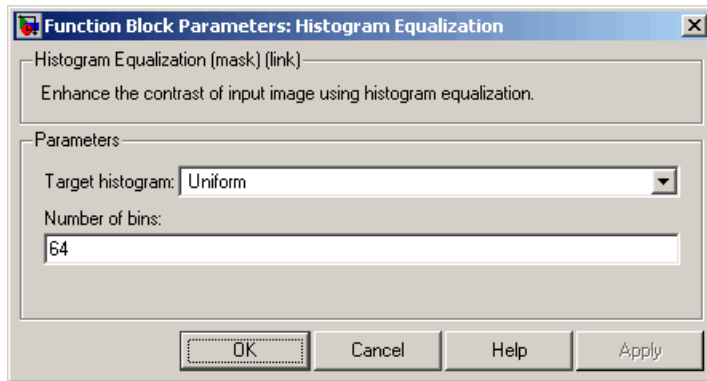 Function Block Parameters: Histogram Equalization
Histogram Equalization (mask) (link)
Enhance the contrast of input image using histogram equalization.
Parameters
Target histogram: Uniform
Number of bins:
64
OK Cancel Help Apply